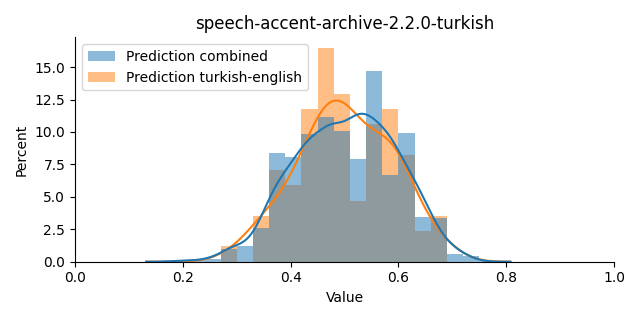 speech-accent-archive-2.2.0-turkish
Prediction combined
Prediction turkish-english
Percent
15.0
12.5
10.0
7.5
5.0
2.5
0.0
0.0 0.2 0.4 0.6 0.8 1.0
Value